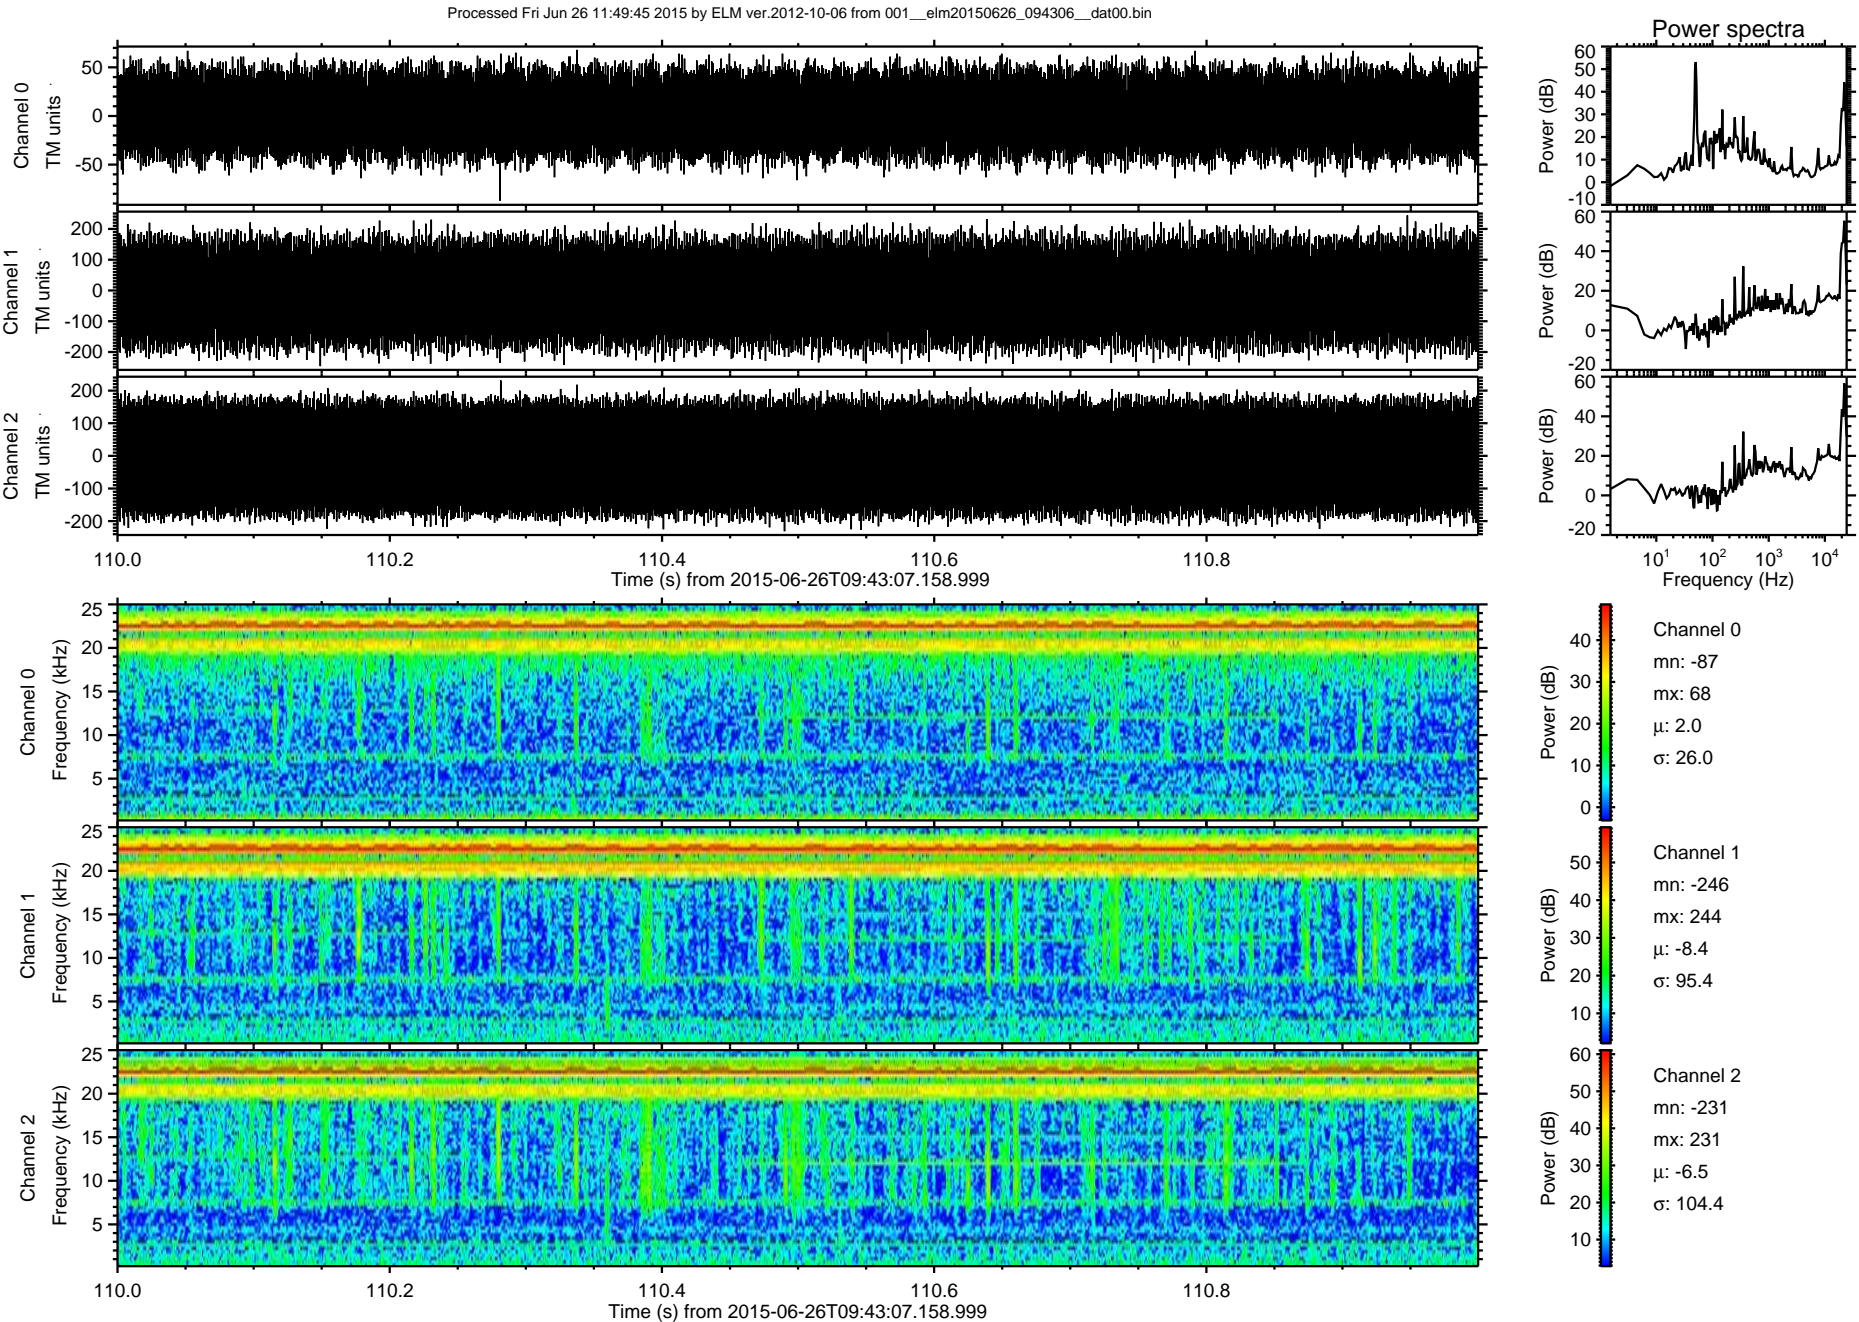 Processed Fri Jun 26 11:49:45 2015 by ELM ver.2012-10-06 from 001__elm20150626_094306__dat00.bin
Power spectra
Channel 0
TM units
50
0
-50
Power (dB)
60
50
40
30
20
10
0
-10
Channel 1
TM units
200
100
0
-100
-200
Power (dB)
60
40
20
0
-20
Channel 2
TM units
200
100
0
-100
-200
Power (dB)
60
40
20
0
-20
110.0 110.2 110.4 110.6 110.8
Time (s) from 2015-06-26T09:43:07.158.999
10¹ 10² 10³ 10⁴
Frequency (Hz)
Channel 0
Frequency (kHz)
25
20
15
10
5
Power (dB)
40
30
20
10
0
Channel 0
mn: -87
mx: 68
μ: 2.0
σ: 26.0
Channel 1
Frequency (kHz)
25
20
15
10
5
Power (dB)
50
40
30
20
10
Channel 1
mn: -246
mx: 244
μ: -8.4
σ: 95.4
Channel 2
Frequency (kHz)
25
20
15
10
5
Power (dB)
60
50
40
30
20
10
Channel 2
mn: -231
mx: 231
μ: -6.5
σ: 104.4
110.0 110.2 110.4 110.6 110.8
Time (s) from 2015-06-26T09:43:07.158.999